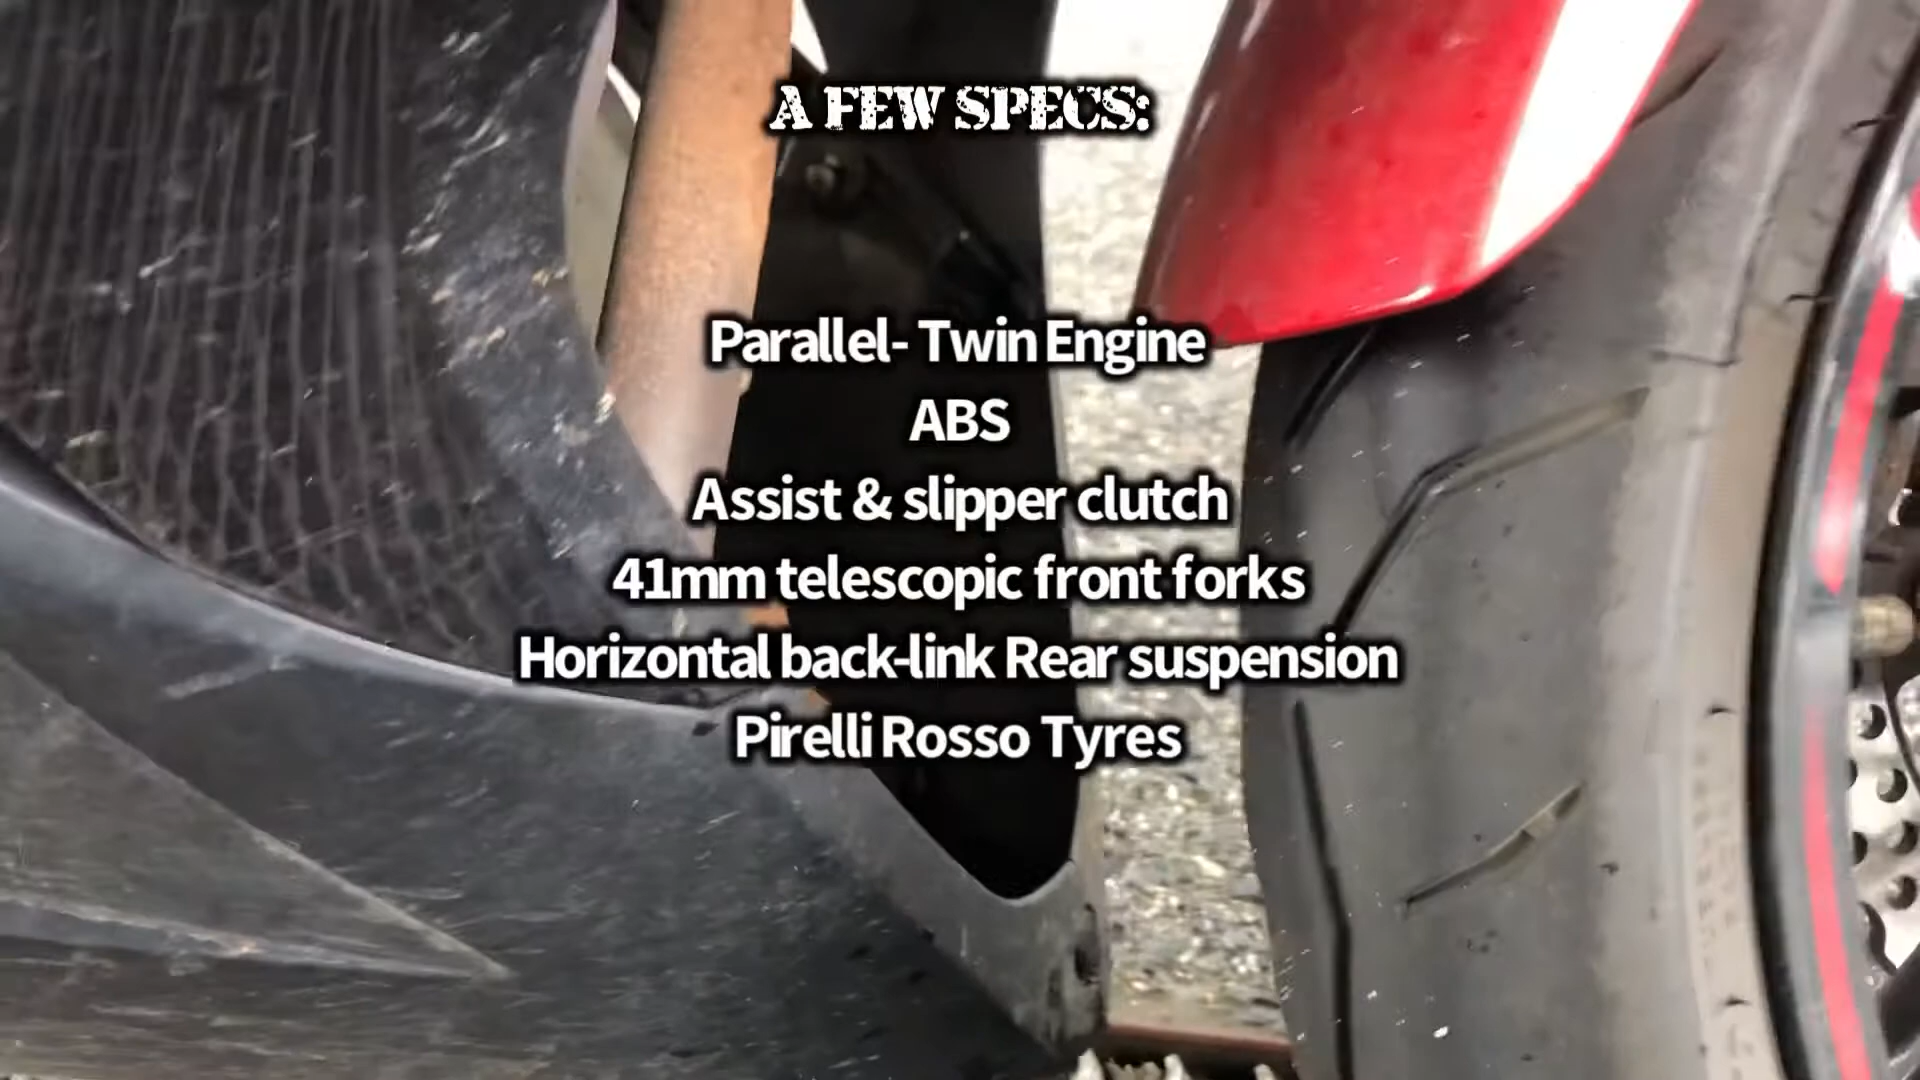 A FEW SPECS:
Parallel- Twin Engine
ABS
Assist & slipper clutch
41mm telescopic front forks
Horizontal back-link Rear suspension
Pirelli Rosso Tyres